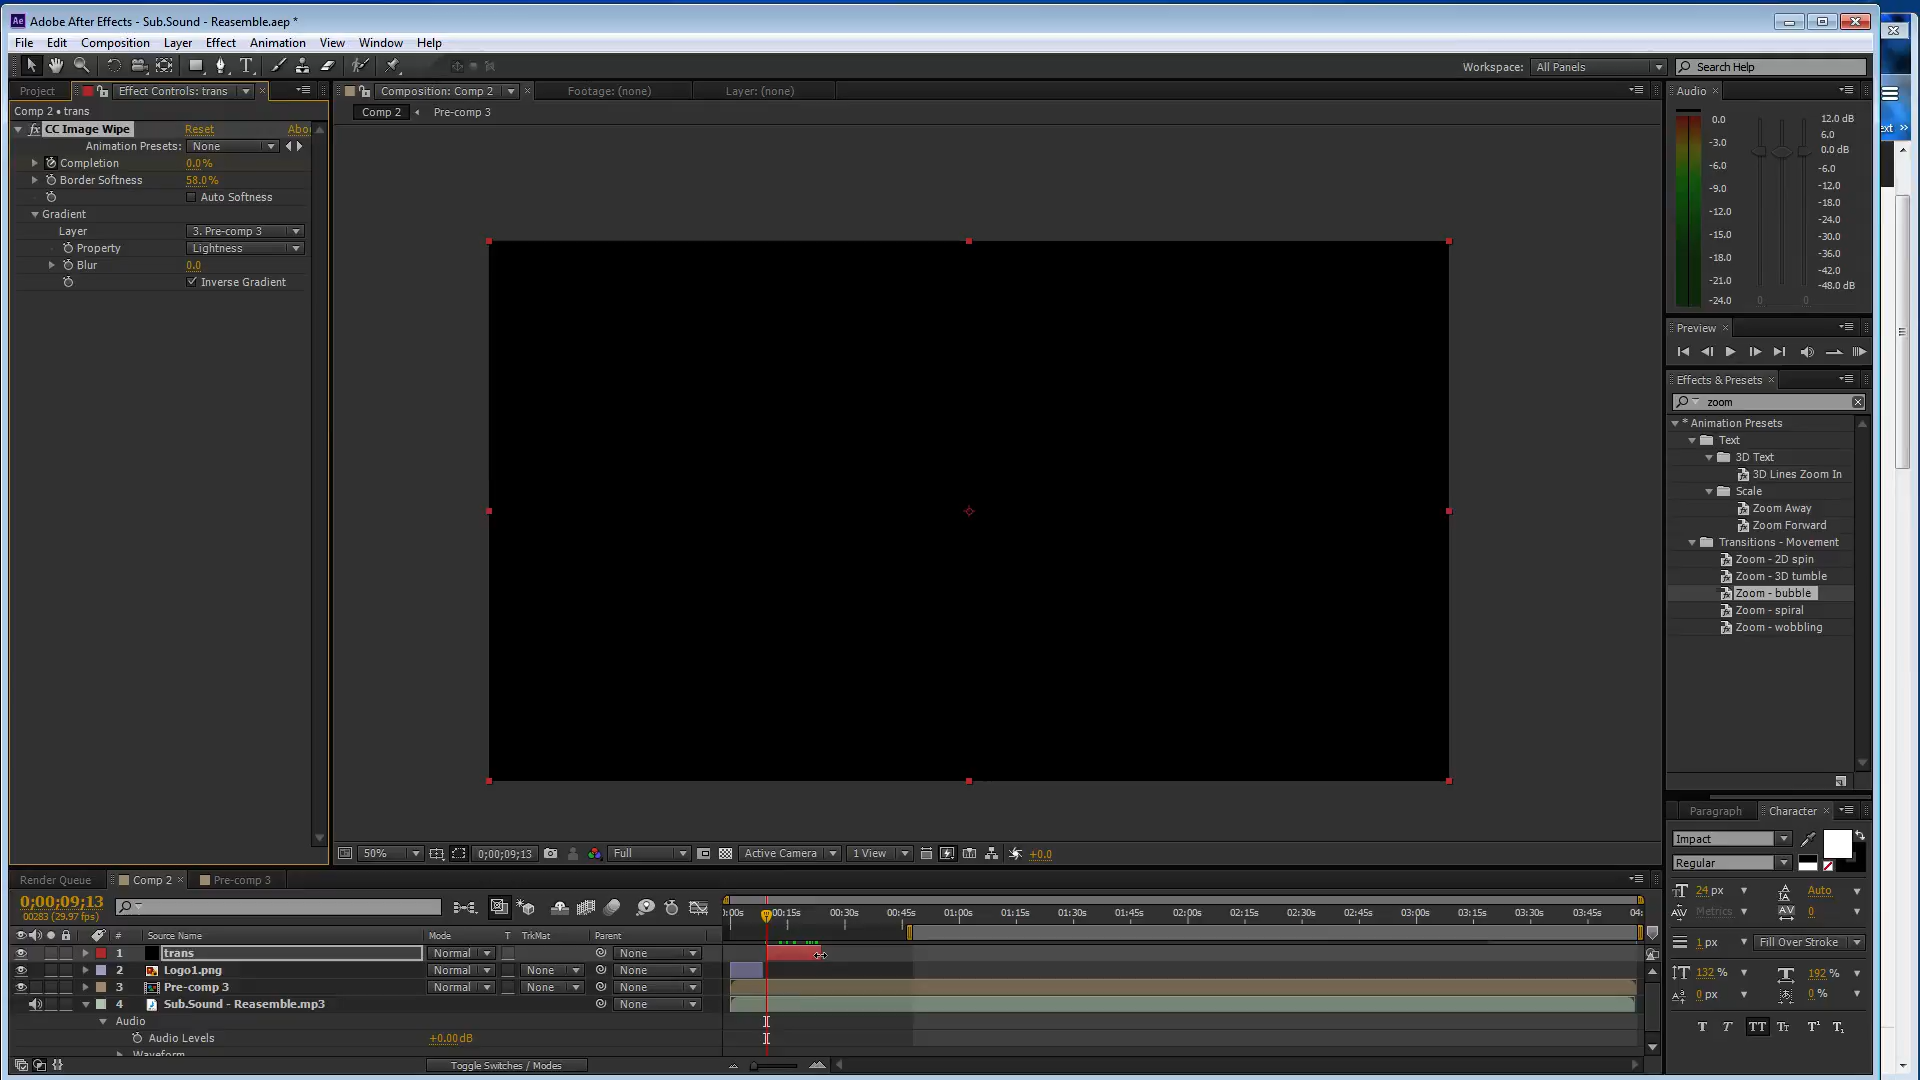 Adobe After Effects - Sub.Sound - Reasemble.aep *
File Edit Composition Layer Effect Animation View Window Help
Workspace: All Panels Search Help
Project Effect Controls: trans Composition: Comp 2 Footage: (none) Layer: (none) Audio
Comp 2 • trans
Comp 2 Pre-comp 3
CC Image Wipe Reset Abou
Animation Presets: None
Completion 0.0%
Border Softness 58.0%
Auto Softness
Gradient
Layer 3. Pre-comp 3
Property Lightness
Blur 0.0
Inverse Gradient
0.0
-3.0
-6.0
-9.0
-12.0
-15.0
-18.0
-21.0
-24.0
12.0 dB
6.0
0.0 dB
-6.0
-12.0
-18.0
-24.0
-30.0
-36.0
-42.0
-48.0 dB
0 0
ext »
Preview
Effects & Presets
zoom
* Animation Presets
Text
3D Text
3D Lines Zoom In
Scale
Zoom Away
Zoom Forward
Transitions - Movement
Zoom - 2D spin
Zoom - 3D tumble
Zoom - bubble
Zoom - spiral
Zoom - wobbling
Paragraph Character
Impact
Regular
24 px Auto
Metrics 0
1 px Fill Over Stroke
132 % 192 %
0 px 0 %
T T TT Tt T¹ T₁
50% 0;00;09;13 Full Active Camera 1 View +0.0
Render Queue Comp 2 Pre-comp 3
0;00;09;13
00283 (29.97 fps)
:00s 00:15s 00:30s 00:45s 01:00s 01:15s 01:30s 01:45s 02:00s 02:15s 02:30s 02:45s 03:00s 03:15s 03:30s 03:45s 04:
# Source Name Mode T TrkMat Parent
1 trans Normal None
2 Logo1.png Normal None None
3 Pre-comp 3 Normal None None
4 Sub.Sound - Reasemble.mp3 None
Audio
Audio Levels +0.00dB
Waveform
Toggle Switches / Modes